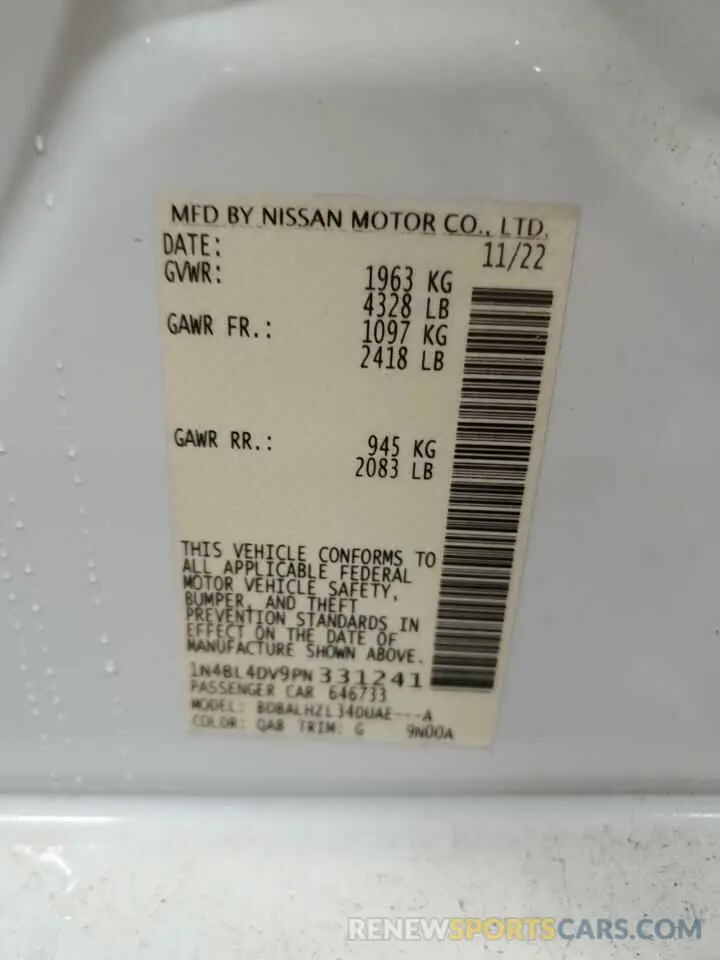 MFD BY NISSAN MOTOR CO., LTD.
DATE: 11/22
GVWR: 1963 KG
4328 LB
GAWR FR.: 1097 KG
2418 LB
GAWR RR.: 945 KG
2083 LB
THIS VEHICLE CONFORMS TO
ALL APPLICABLE FEDERAL
MOTOR VEHICLE SAFETY,
BUMPER, AND THEFT
PREVENTION STANDARDS IN
EFFECT ON THE DATE OF
MANUFACTURE SHOWN ABOVE.
1N4BL4DV9PN331241
PASSENGER CAR 646733
MODEL: BDBALHZL34DUAE---A
COLOR: QAB TRIM: G 9N00A
RENEWSPORTSCARS.COM